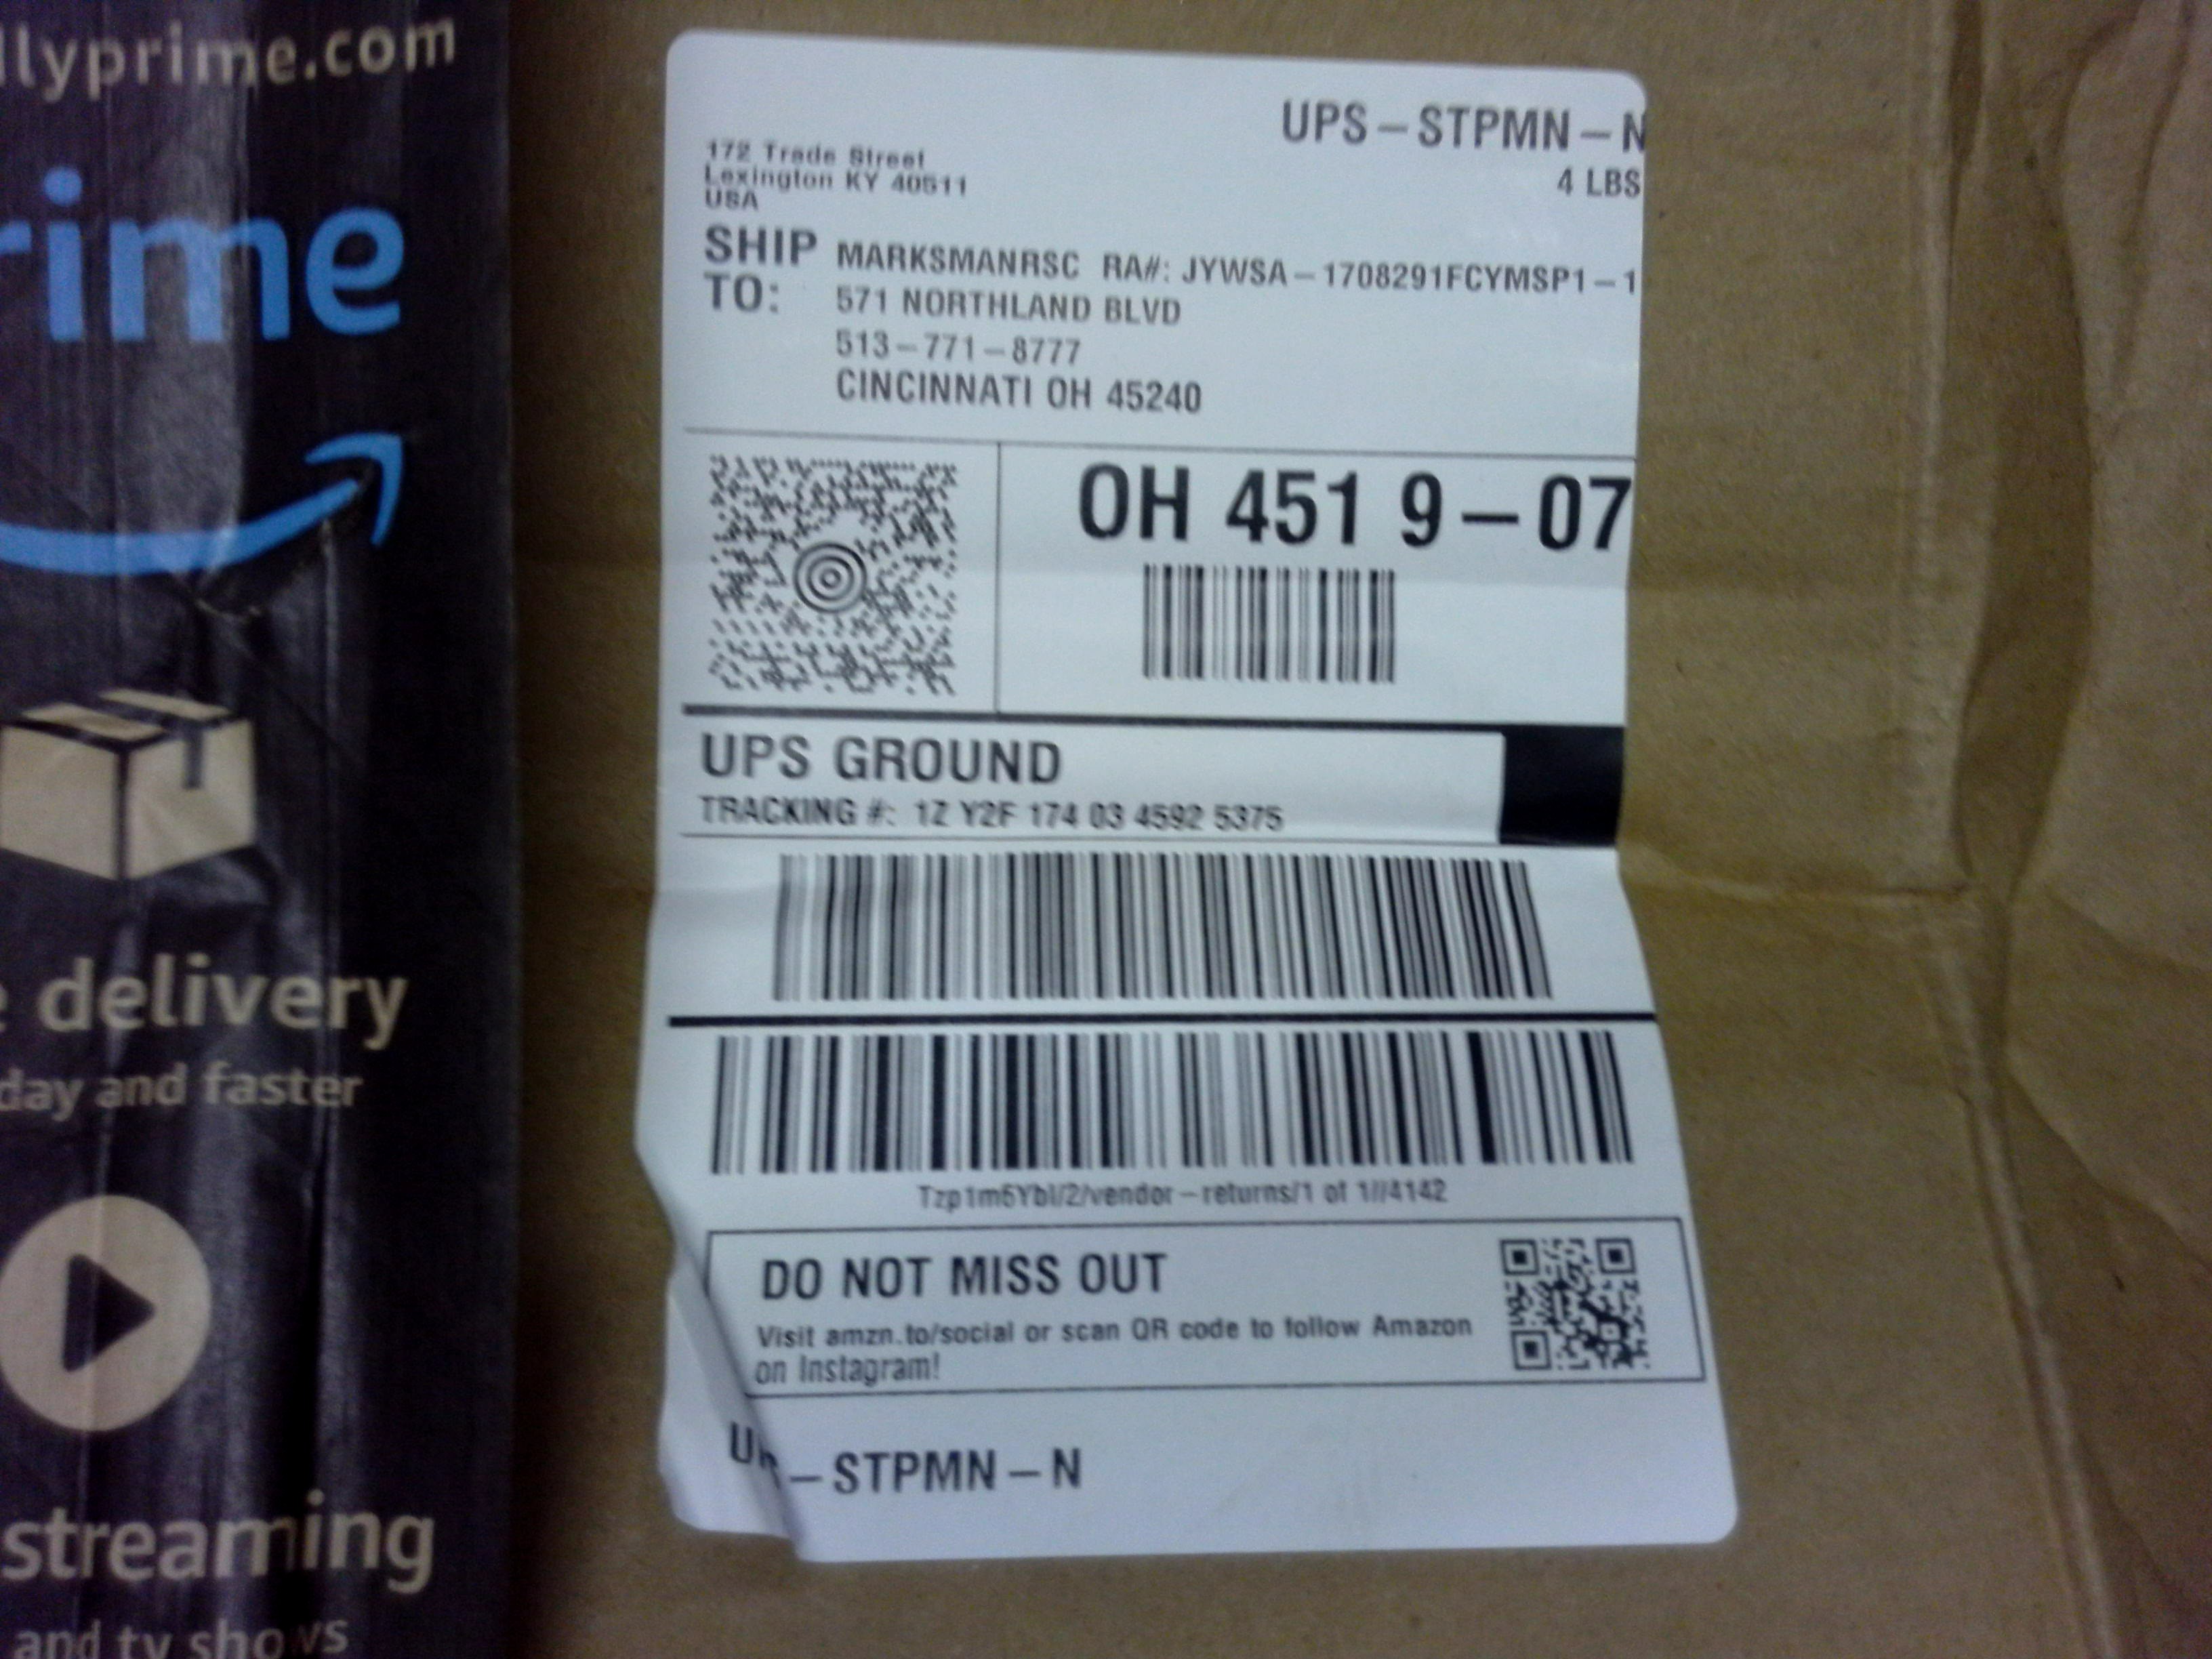 llyprime.com
rime
delivery
day and faster
streaming
and tv shows
UPS – STPMN – N
4 LBS
172 Trade Street
Lexington KY 40511
USA
SHIP TO:
MARKSMANRSC RA#: JYWSA – 1708291FCYMSP1 – 1
571 NORTHLAND BLVD
513 – 771 – 8777
CINCINNATI OH 45240
OH 451 9 – 07
UPS GROUND
TRACKING #: 1Z Y2F 174 03 4592 5375
Tzp1m5Ybl/2/vendor – returns/1 of 1//4142
DO NOT MISS OUT
Visit amzn.to/social or scan QR code to follow Amazon
on Instagram!
– STPMN – N